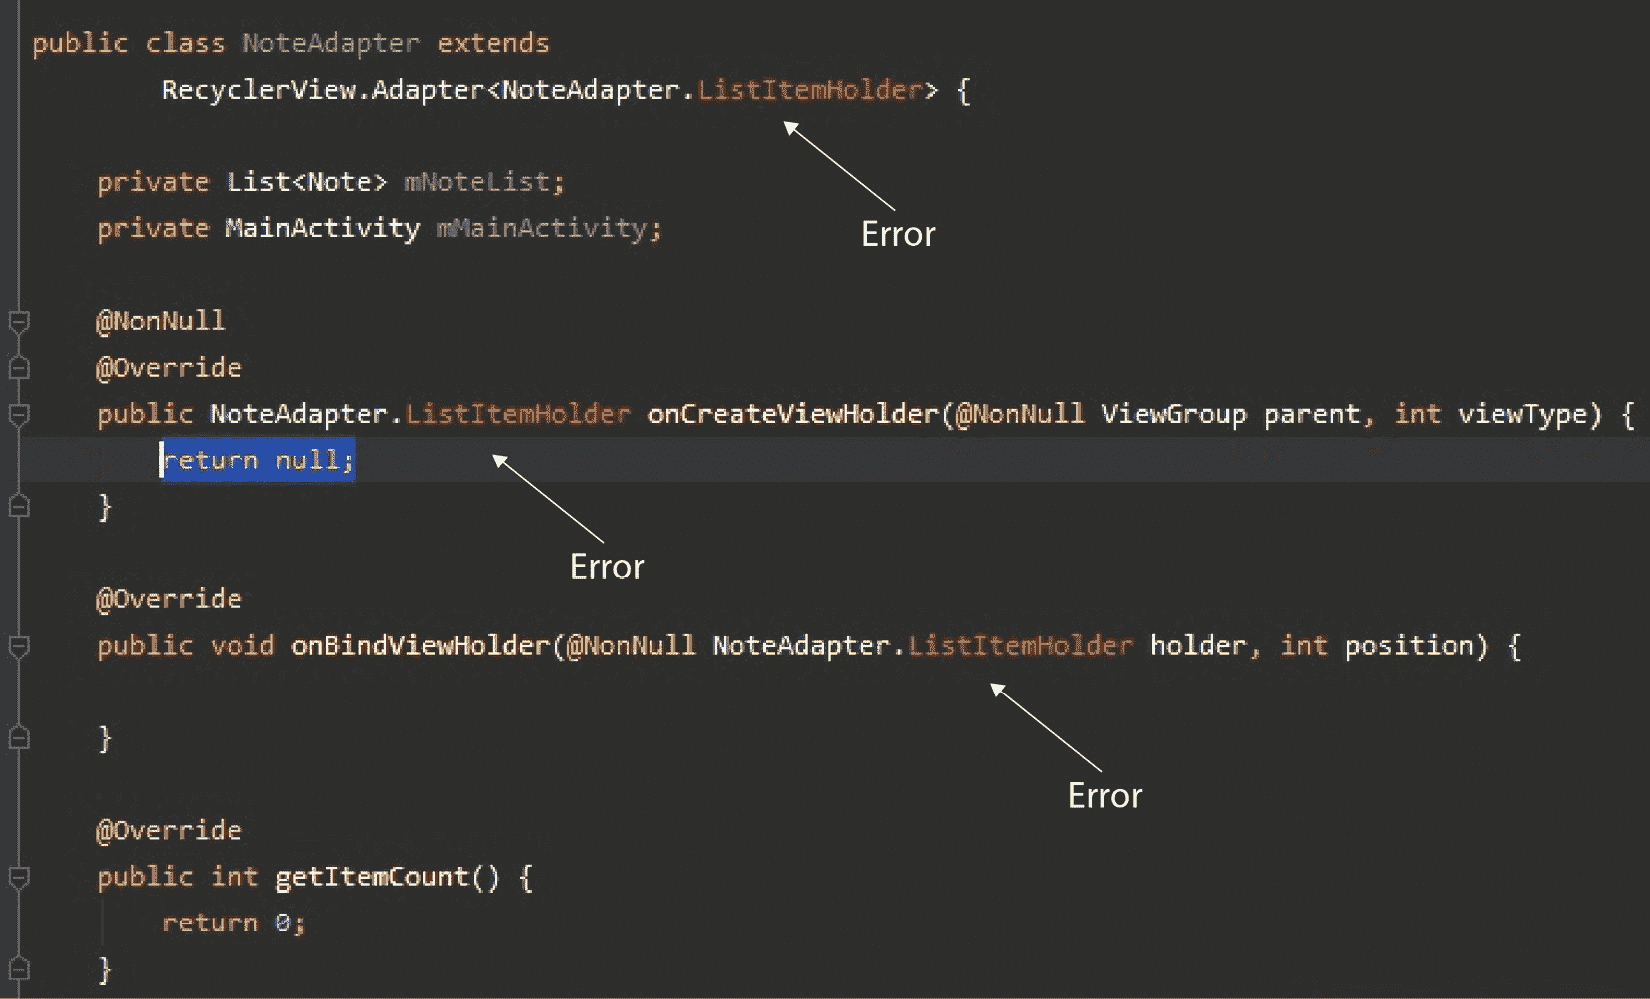 public class NoteAdapter extends
RecyclerView.Adapter<NoteAdapter.ListItemHolder> {
Error
private List<Note> mNoteList;
private MainActivity mMainActivity;
@NonNull
@Override
public NoteAdapter.ListItemHolder onCreateViewHolder(@NonNull ViewGroup parent, int viewType) {
return null;
Error
}
@Override
public void onBindViewHolder(@NonNull NoteAdapter.ListItemHolder holder, int position) {
Error
}
@Override
public int getItemCount() {
return 0;
}